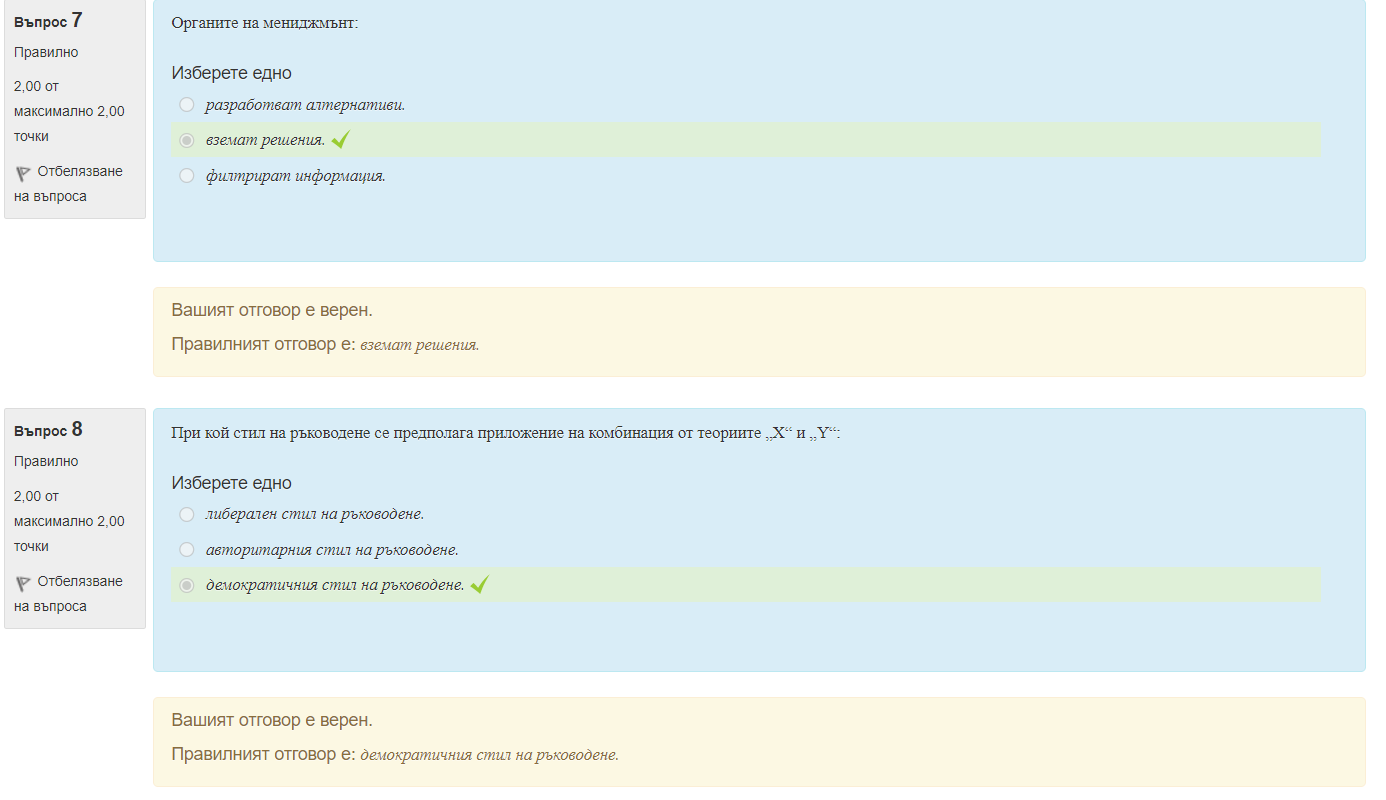 Въпрос 7
Правилно
2,00 от
максимално 2,00
точки
Отбелязване
на въпроса
Органите на мениджмънт:
Изберете едно
разработват алтернативи.
вземат решения.
филтрират информация.
Вашият отговор е верен.
Правилният отговор е: вземат решения.
Въпрос 8
Правилно
2,00 от
максимално 2,00
точки
Отбелязване
на въпроса
При кой стил на ръководене се предполага приложение на комбинация от теориите „X“ и „Y“:
Изберете едно
либерален стил на ръководене.
авторитарния стил на ръководене.
демократичния стил на ръководене.
Вашият отговор е верен.
Правилният отговор е: демократичния стил на ръководене.